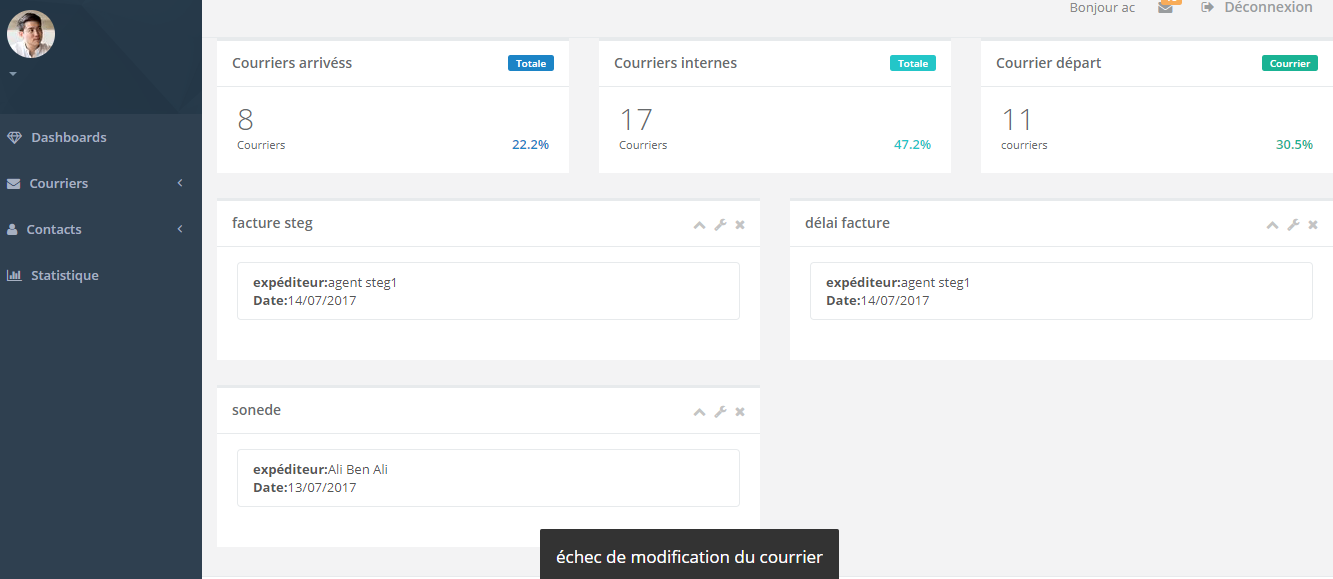 Bonjour ac
Déconnexion
Dashboards
Courriers
Contacts
Statistique
Courriers arrivéss
Totale
8
Courriers
22.2%
Courriers internes
Totale
17
Courriers
47.2%
Courrier départ
Courrier
11
courriers
30.5%
facture steg
expéditeur:agent steg1
Date:14/07/2017
délai facture
expéditeur:agent steg1
Date:14/07/2017
sonede
expéditeur:Ali Ben Ali
Date:13/07/2017
échec de modification du courrier